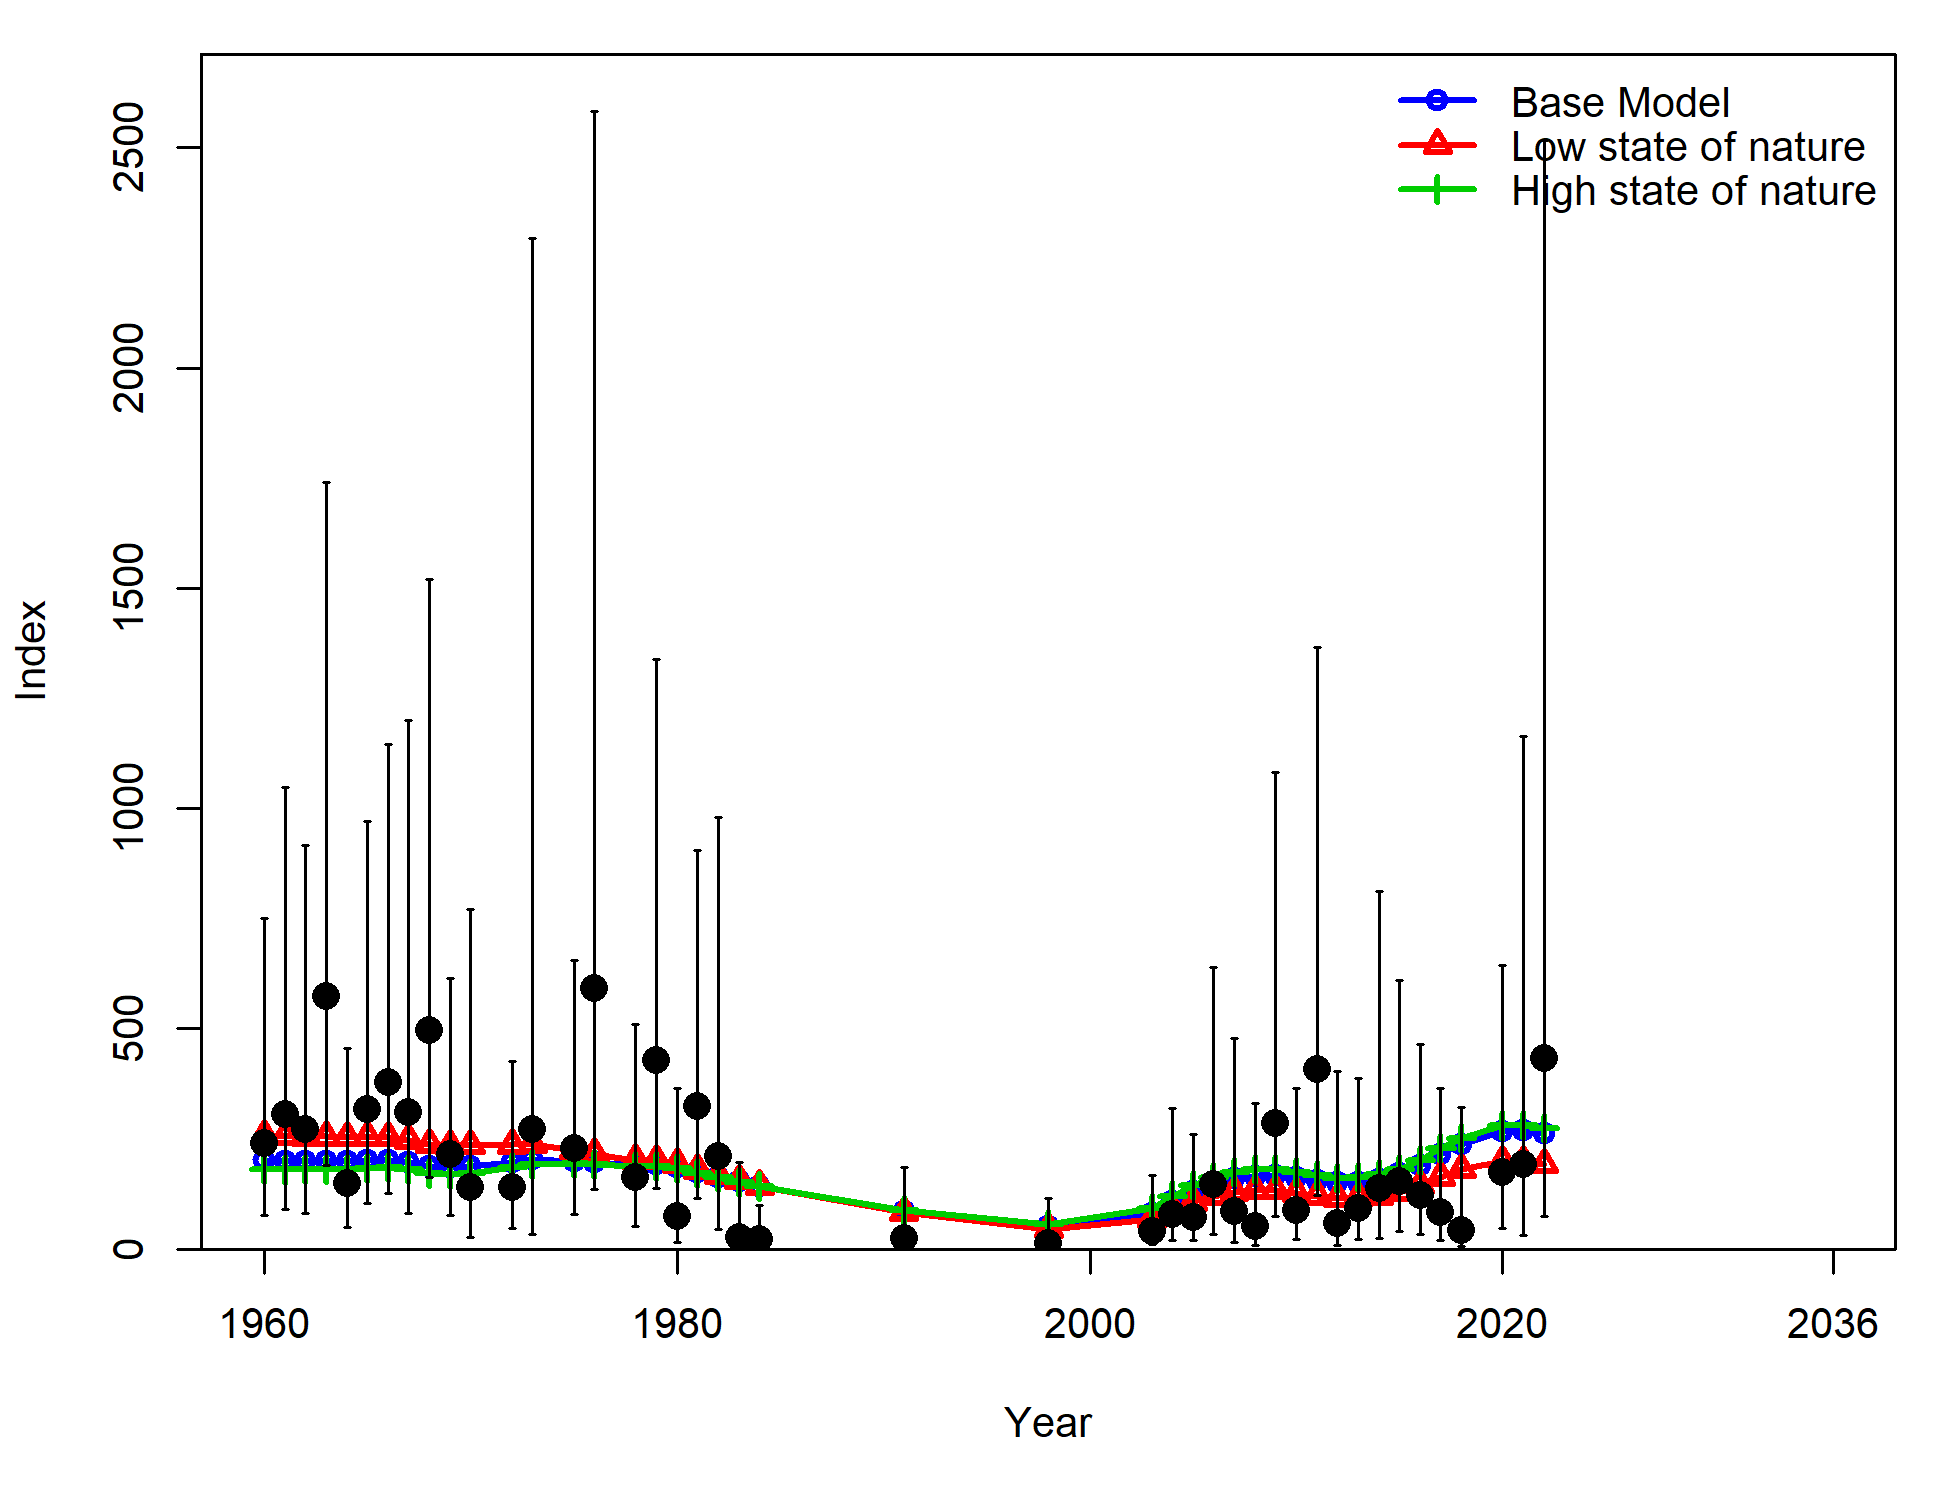 Base Model
Low state of nature
High state of nature
2500
2000
1500
1000
500
0
Index
1960 1980 2000 2020 2036
Year